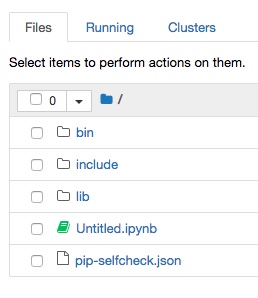 Files Running Clusters
Select items to perform actions on them.
0 /
bin
include
lib
Untitled.ipynb
pip-selfcheck.json